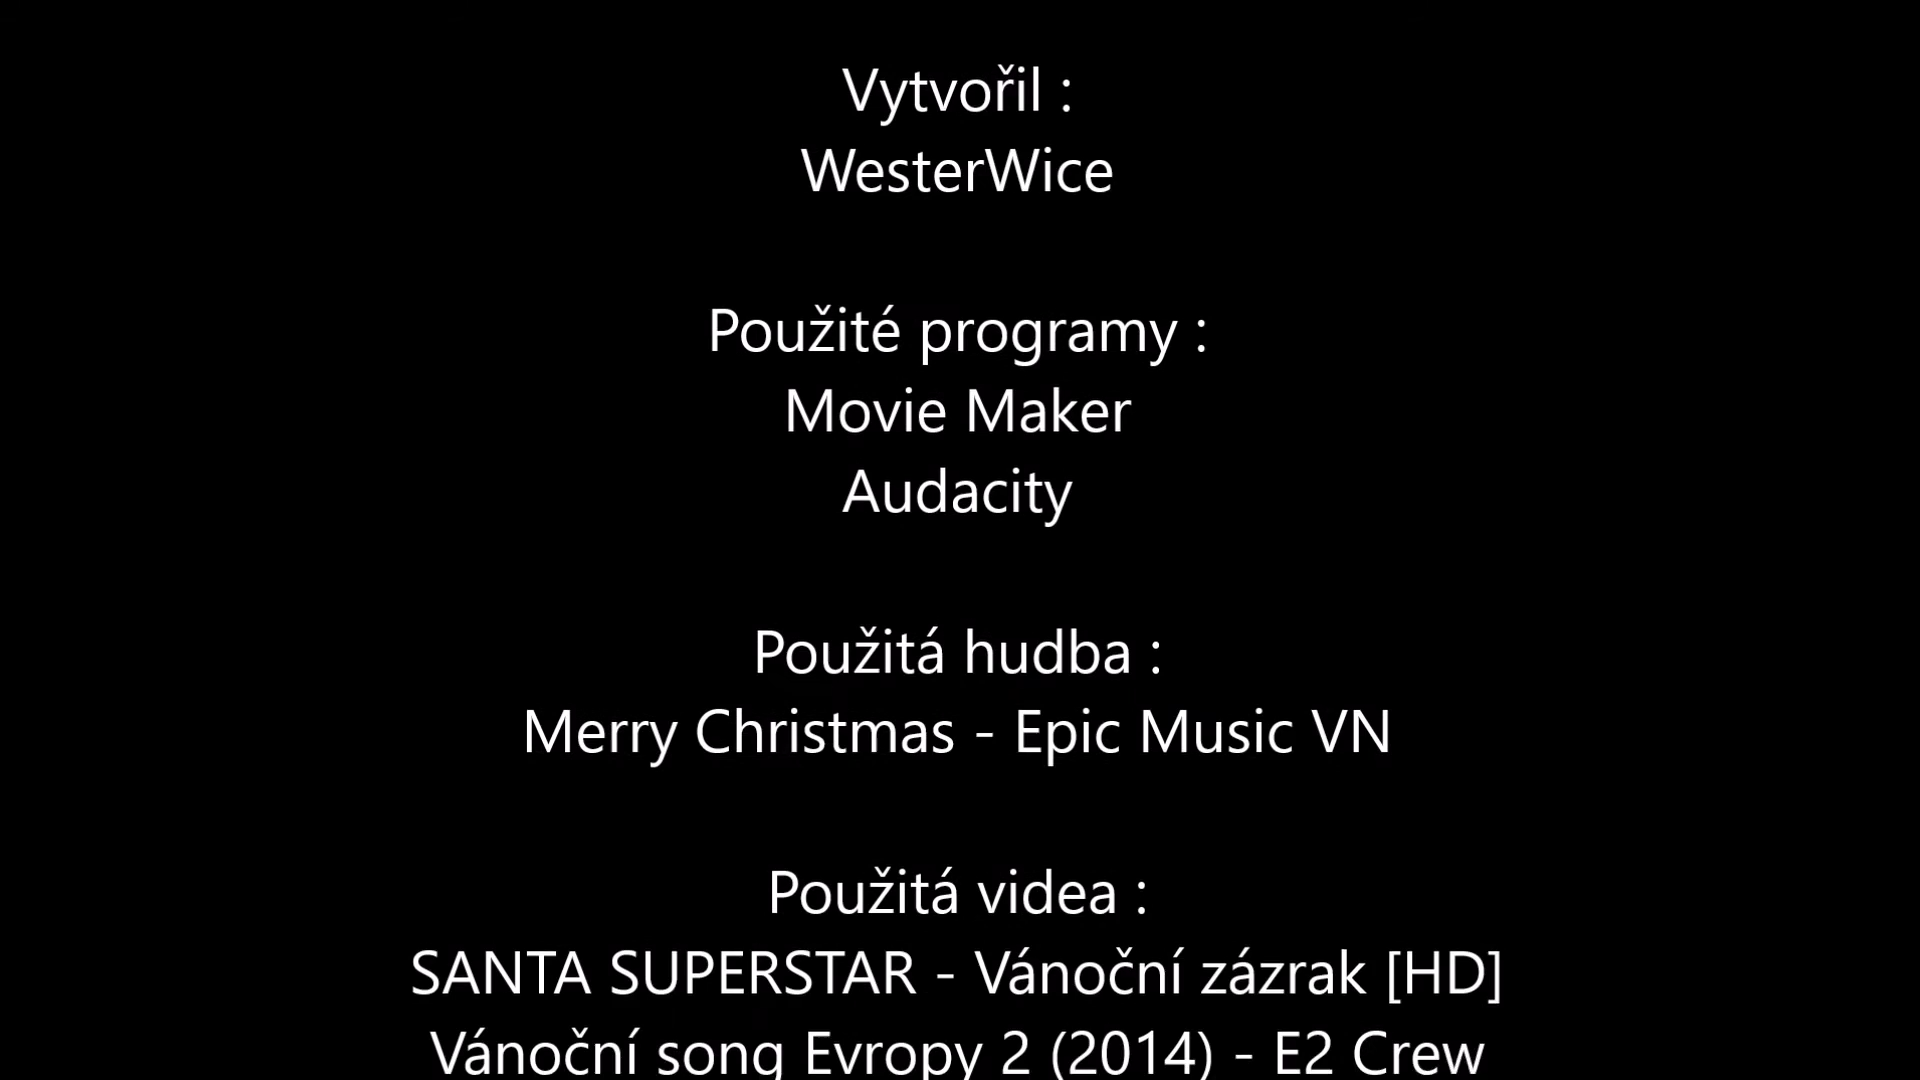 Vytvořil :
WesterWice
Použité programy :
Movie Maker
Audacity
Použitá hudba :
Merry Christmas - Epic Music VN
Použitá videa :
SANTA SUPERSTAR - Vánoční zázrak [HD]
Vánoční song Evropy 2 (2014) - E2 Crew